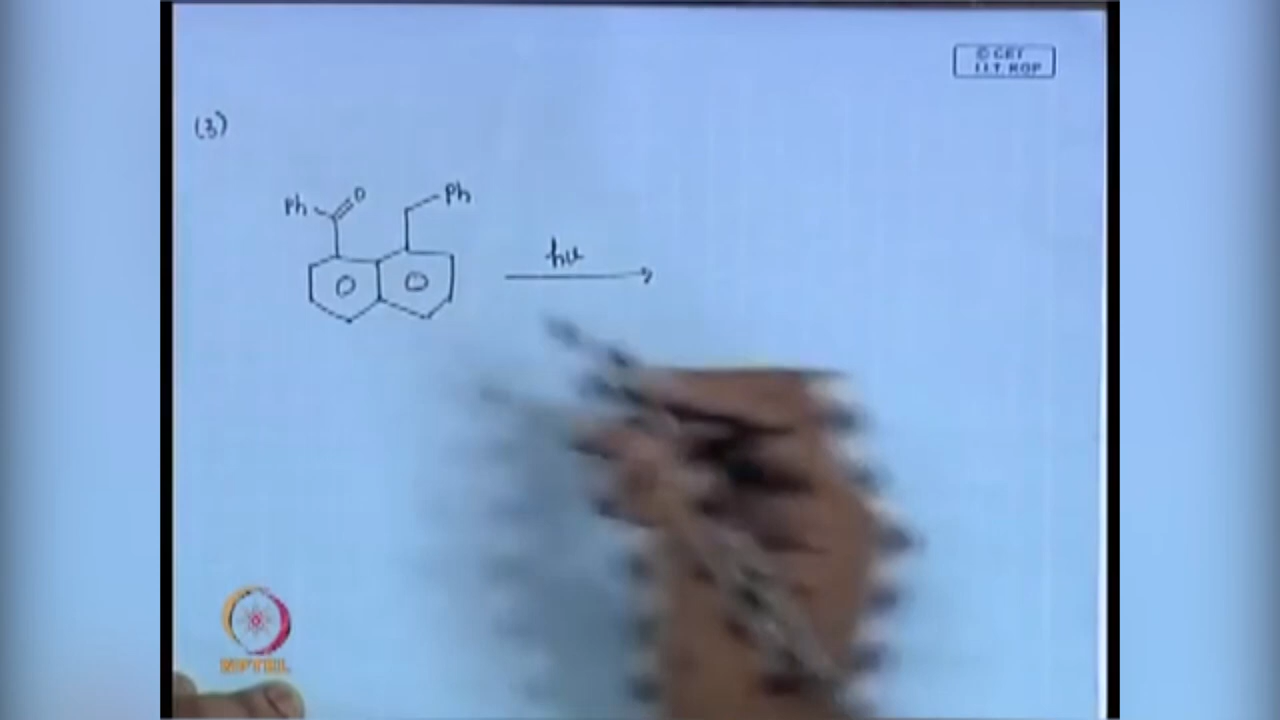 © CET
I.I.T. KGP
(3)
Ph O Ph
hν
NPTEL